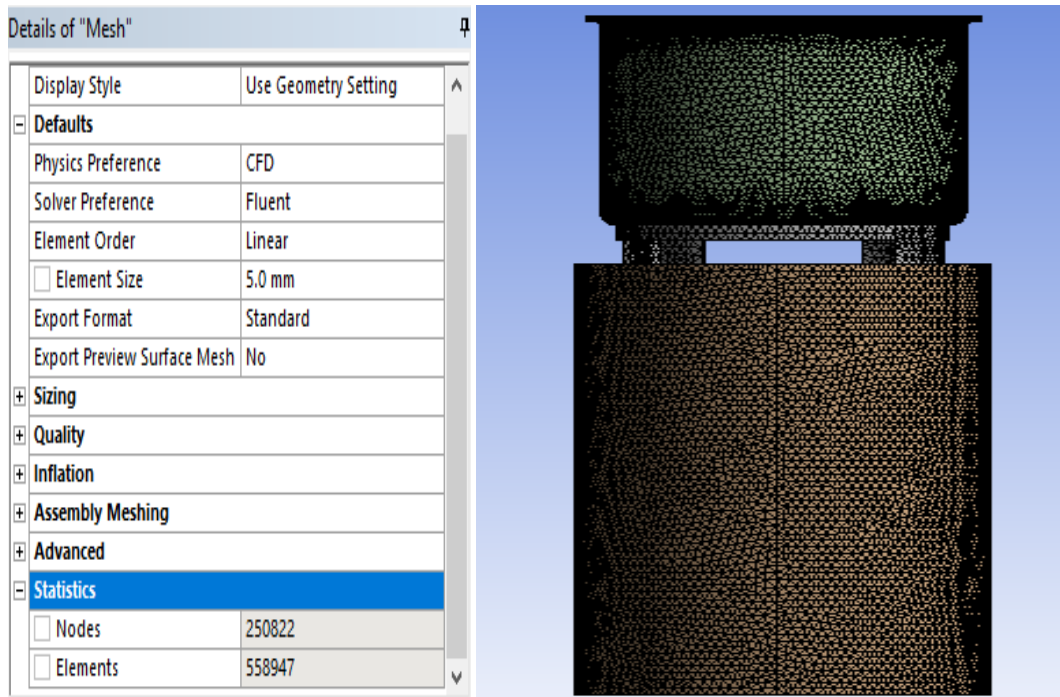 Details of "Mesh"
Display Style Use Geometry Setting
Defaults
Physics Preference CFD
Solver Preference Fluent
Element Order Linear
Element Size 5.0 mm
Export Format Standard
Export Preview Surface Mesh No
Sizing
Quality
Inflation
Assembly Meshing
Advanced
Statistics
Nodes 250822
Elements 558947